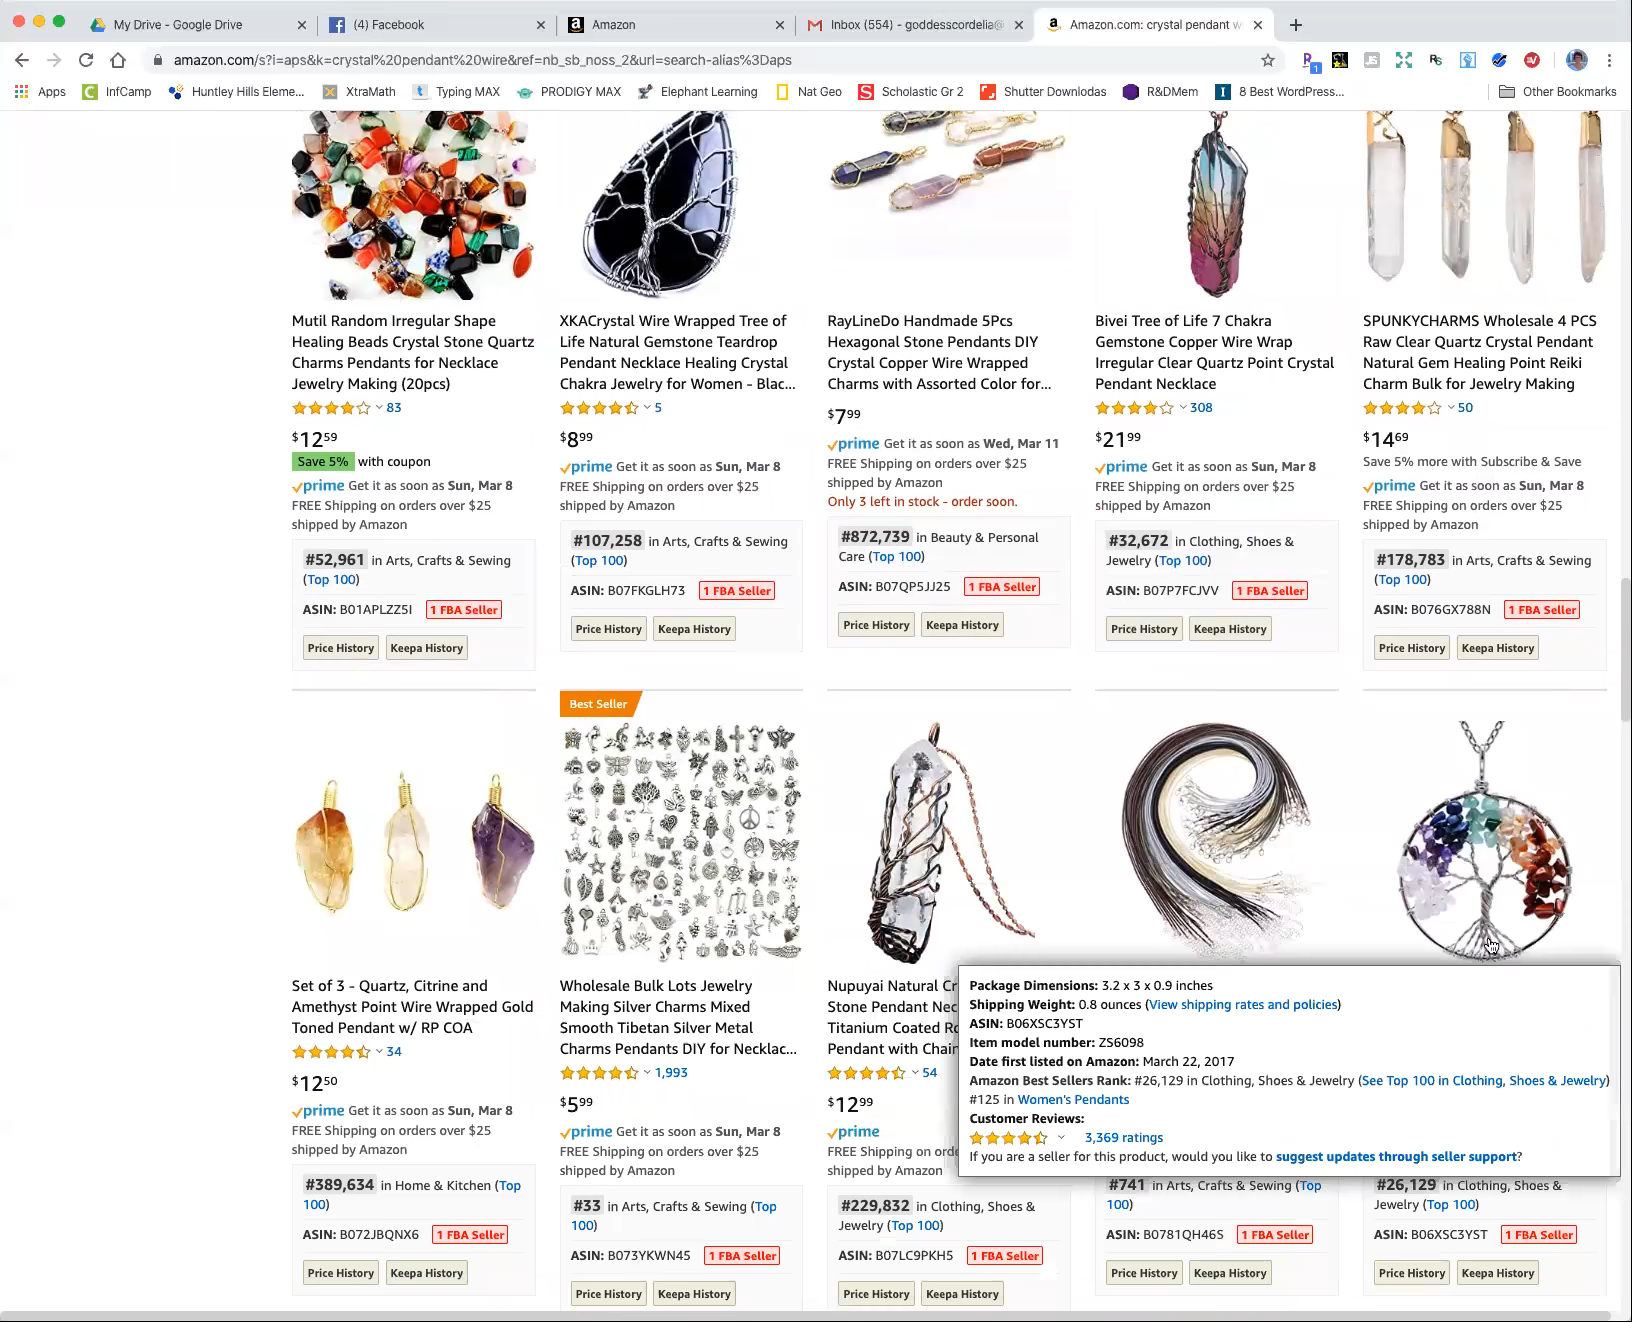 My Drive - Google Drive
(4) Facebook
Amazon
Inbox (554) - goddesscordelia@
Amazon.com: crystal pendant w
amazon.com/s?i=aps&k=crystal%20pendant%20wire&ref=nb_sb_noss_2&url=search-alias%3Daps
Apps InfCamp Huntley Hills Eleme... XtraMath Typing MAX PRODIGY MAX Elephant Learning Nat Geo Scholastic Gr 2 Shutter Downlodas R&DMem 8 Best WordPress... Other Bookmarks
Mutil Random Irregular Shape
Healing Beads Crystal Stone Quartz
Charms Pendants for Necklace
Jewelry Making (20pcs)
83
$12 59
Save 5% with coupon
prime Get it as soon as Sun, Mar 8
FREE Shipping on orders over $25
shipped by Amazon
#52,961 in Arts, Crafts & Sewing
(Top 100)
ASIN: B01APLZZ5I 1 FBA Seller
Price History Keepa History
XKACrystal Wire Wrapped Tree of
Life Natural Gemstone Teardrop
Pendant Necklace Healing Crystal
Chakra Jewelry for Women - Blac...
5
$8 99
prime Get it as soon as Sun, Mar 8
FREE Shipping on orders over $25
shipped by Amazon
#107,258 in Arts, Crafts & Sewing
(Top 100)
ASIN: B07FKGLH73 1 FBA Seller
Price History Keepa History
RayLineDo Handmade 5Pcs
Hexagonal Stone Pendants DIY
Crystal Copper Wire Wrapped
Charms with Assorted Color for...
$7 99
prime Get it as soon as Wed, Mar 11
FREE Shipping on orders over $25
shipped by Amazon
Only 3 left in stock - order soon.
#872,739 in Beauty & Personal
Care (Top 100)
ASIN: B07QP5JJ25 1 FBA Seller
Price History Keepa History
Bivei Tree of Life 7 Chakra
Gemstone Copper Wire Wrap
Irregular Clear Quartz Point Crystal
Pendant Necklace
308
$21 99
prime Get it as soon as Sun, Mar 8
FREE Shipping on orders over $25
shipped by Amazon
#32,672 in Clothing, Shoes &
Jewelry (Top 100)
ASIN: B07P7FCJVV 1 FBA Seller
Price History Keepa History
SPUNKYCHARMS Wholesale 4 PCS
Raw Clear Quartz Crystal Pendant
Natural Gem Healing Point Reiki
Charm Bulk for Jewelry Making
50
$14 69
Save 5% more with Subscribe & Save
prime Get it as soon as Sun, Mar 8
FREE Shipping on orders over $25
shipped by Amazon
#178,783 in Arts, Crafts & Sewing
(Top 100)
ASIN: B076GX788N 1 FBA Seller
Price History Keepa History
Set of 3 - Quartz, Citrine and
Amethyst Point Wire Wrapped Gold
Toned Pendant w/ RP COA
34
$12 50
prime Get it as soon as Sun, Mar 8
FREE Shipping on orders over $25
shipped by Amazon
#389,634 in Home & Kitchen (Top
100)
ASIN: B072JBQNX6 1 FBA Seller
Price History Keepa History
Best Seller
Wholesale Bulk Lots Jewelry
Making Silver Charms Mixed
Smooth Tibetan Silver Metal
Charms Pendants DIY for Necklac...
1,993
$5 99
prime Get it as soon as Sun, Mar 8
FREE Shipping on orders over $25
shipped by Amazon
#33 in Arts, Crafts & Sewing (Top
100)
ASIN: B073YKWN45 1 FBA Seller
Price History Keepa History
Nupuyai Natural Cr
Stone Pendant Nec
Titanium Coated Ro
Pendant with Chain
54
$12 99
prime
FREE Shipping on orde
shipped by Amazon
#229,832 in Clothing, Shoes &
Jewelry (Top 100)
ASIN: B07LC9PKH5 1 FBA Seller
Price History Keepa History
Package Dimensions: 3.2 x 3 x 0.9 inches
Shipping Weight: 0.8 ounces (View shipping rates and policies)
ASIN: B06XSC3YST
Item model number: ZS6098
Date first listed on Amazon: March 22, 2017
Amazon Best Sellers Rank: #26,129 in Clothing, Shoes & Jewelry (See Top 100 in Clothing, Shoes & Jewelry)
#125 in Women's Pendants
Customer Reviews:
3,369 ratings
If you are a seller for this product, would you like to suggest updates through seller support?
#741 in Arts, Crafts & Sewing (Top
100)
ASIN: B0781QH46S 1 FBA Seller
Price History Keepa History
#26,129 in Clothing, Shoes &
Jewelry (Top 100)
ASIN: B06XSC3YST 1 FBA Seller
Price History Keepa History